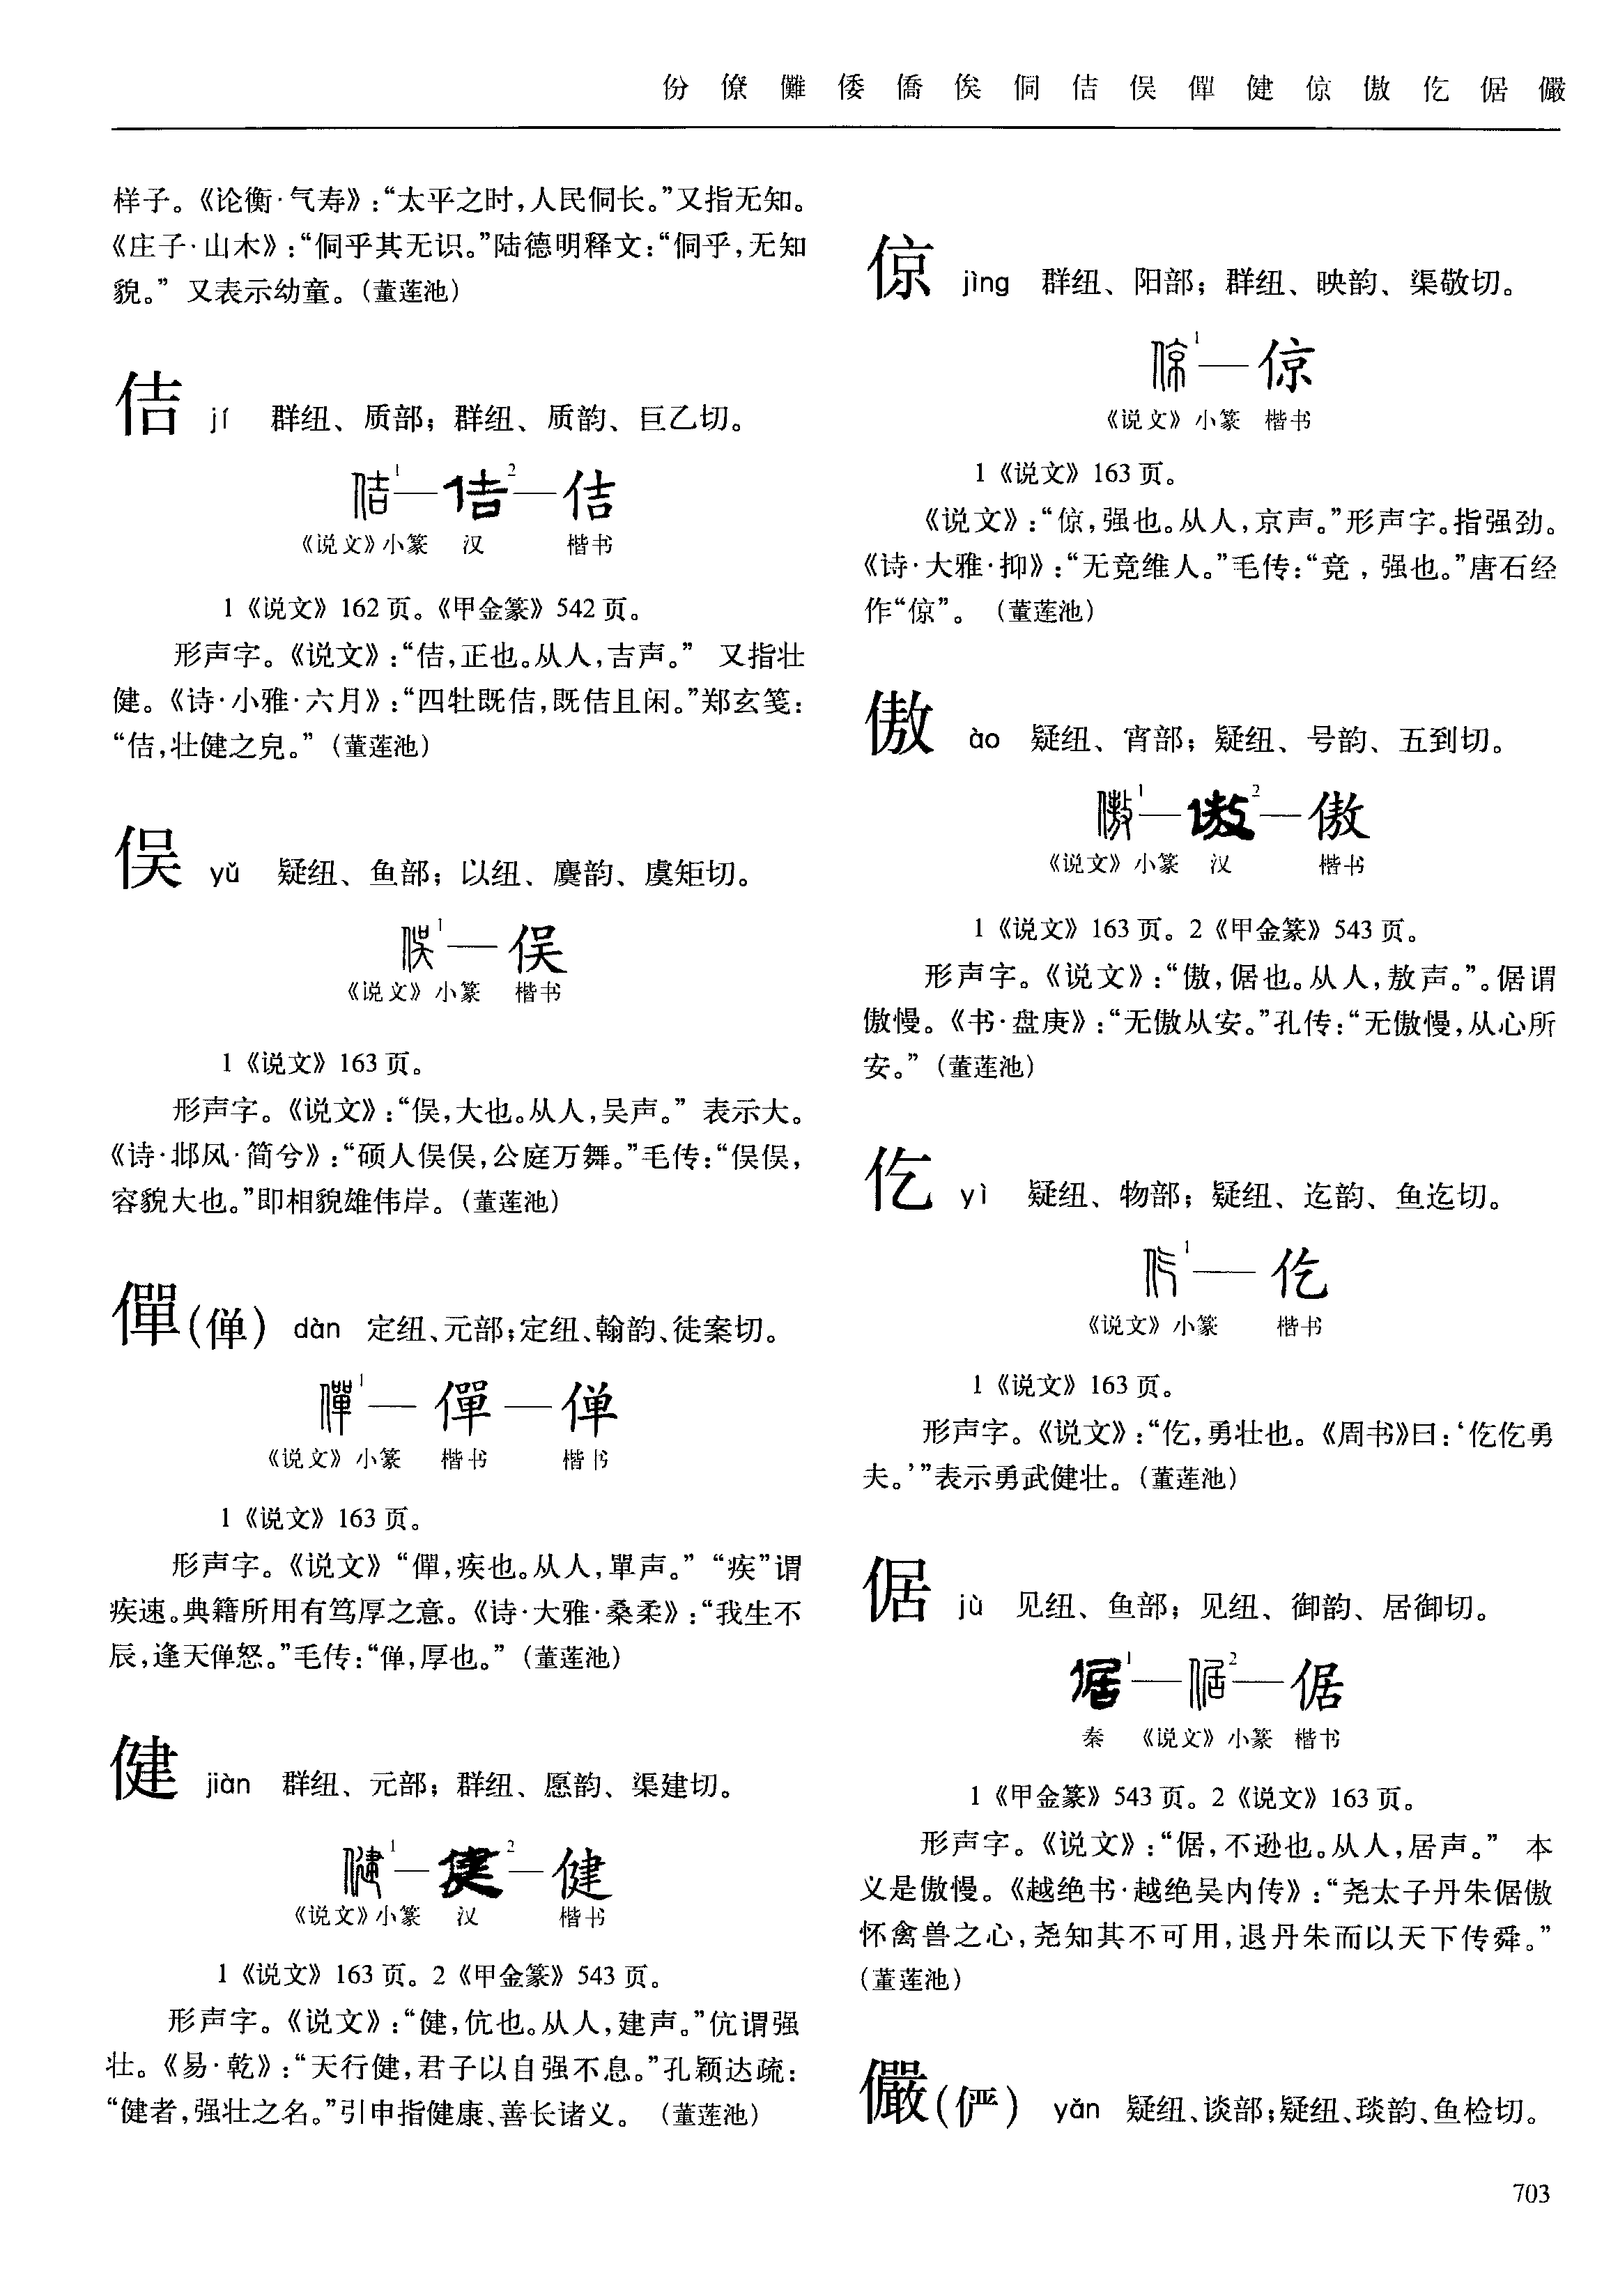 份 僚 儺 倭 僑 俟 侗 佶 俁 僤 健 倞 傲 仡 倨 儼
样子。《论衡·气寿》:“太平之时,人民侗长。”又指无知。
《庄子·山木》:“侗乎其无识。”陆德明释文:“侗乎,无知
貌。” 又表示幼童。(董莲池)
佶 jí 群纽、质部；群纽、质韵、巨乙切。
佶1—佶2—佶
《说文》小篆 汉 楷书
1《说文》162页。《甲金篆》542页。
形声字。《说文》:“佶,正也。从人,吉声。” 又指壮
健。《诗·小雅·六月》:“四牡既佶,既佶且闲。”郑玄笺:
“佶,壮健之皃。”(董莲池)
俣 yǔ 疑纽、鱼部；以纽、麌韵、虞矩切。
俣1—俣
《说文》小篆 楷书
1《说文》163页。
形声字。《说文》:“俣,大也。从人,吴声。” 表示大。
《诗·邶风·简兮》:“硕人俣俣,公庭万舞。”毛传:“俣俣,
容貌大也。”即相貌雄伟岸。(董莲池)
僤(𫢸) dàn 定纽、元部;定纽、翰韵、徒案切。
僤1—僤—𫢸
《说文》小篆 楷书 楷书
1《说文》163页。
形声字。《说文》“僤,疾也。从人,單声。” “疾”谓
疾速。典籍所用有笃厚之意。《诗·大雅·桑柔》:“我生不
辰,逢天𫢸怒。”毛传:“𫢸,厚也。”(董莲池)
健 jiàn 群纽、元部；群纽、愿韵、渠建切。
健1—健2—健
《说文》小篆 汉 楷书
1《说文》163页。2《甲金篆》543页。
形声字。《说文》:“健,伉也。从人,建声。”伉谓强
壮。《易·乾》:“天行健,君子以自强不息。”孔颖达疏:
“健者,强壮之名。”引申指健康、善长诸义。 (董莲池)
倞 jìng 群纽、阳部；群纽、映韵、渠敬切。
倞1—倞
《说文》小篆 楷书
1《说文》163页。
《说文》:“倞,强也。从人,京声。”形声字。指强劲。
《诗·大雅·抑》:“无竞维人。”毛传:“竞,强也。”唐石经
作“倞”。 (董莲池)
傲 ào 疑纽、宵部；疑纽、号韵、五到切。
傲1—傲2—傲
《说文》小篆 汉 楷书
1《说文》163页。2《甲金篆》543页。
形声字。《说文》:“傲,倨也。从人,敖声。”。倨谓
傲慢。《书·盘庚》:“无傲从安。”孔传:“无傲慢,从心所
安。”(董莲池)
仡 yì 疑纽、物部；疑纽、迄韵、鱼迄切。
仡1—仡
《说文》小篆 楷书
1《说文》163页。
形声字。《说文》:“仡,勇壮也。《周书》曰:‘仡仡勇
夫。’”表示勇武健壮。(董莲池)
倨 jù 见纽、鱼部；见纽、御韵、居御切。
倨1—倨2—倨
秦 《说文》小篆 楷书
1《甲金篆》543页。2《说文》163页。
形声字。《说文》:“倨,不逊也。从人,居声。” 本
义是傲慢。《越绝书·越绝吴内传》:“尧太子丹朱倨傲
怀禽兽之心,尧知其不可用,退丹朱而以天下传舜。”
(董莲池)
儼(俨) yǎn 疑纽、谈部;疑纽、琰韵、鱼检切。
703